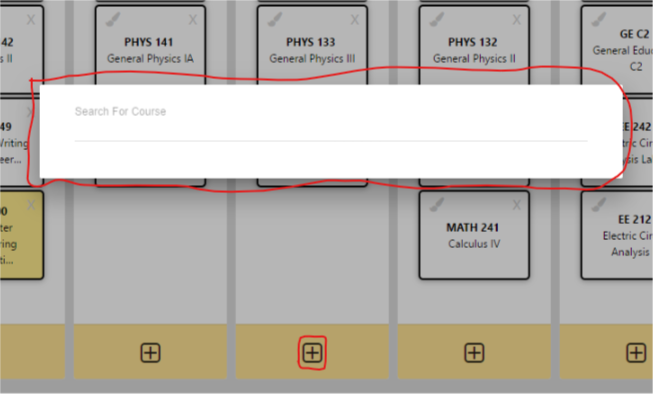 42
s II
X
PHYS 141
General Physics IA
X
PHYS 133
General Physics III
X
PHYS 132
General Physics II
X
GE C2
General Educ
C2
49
Writing
eer...
Search For Course
EE 242
tric Cir
ysis La
0
ter
ring
ti...
X
MATH 241
Calculus IV
X
EE 212
Electric Cir
Analysis